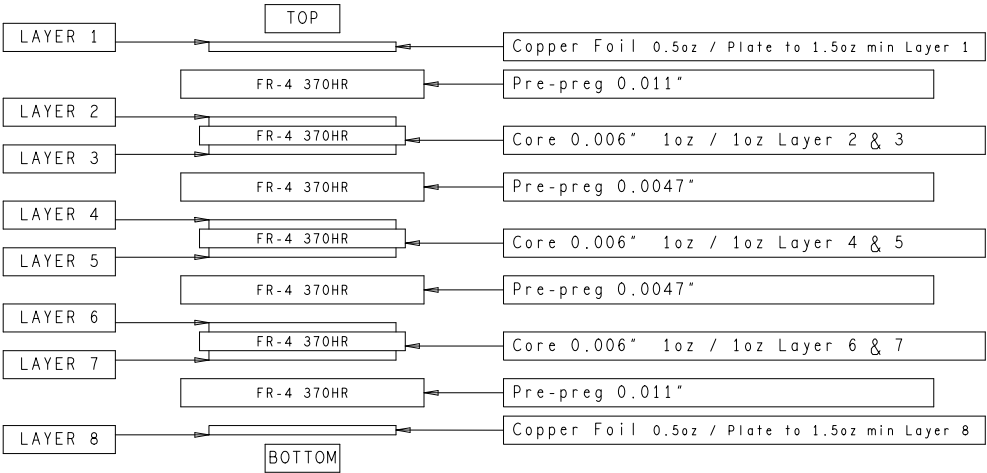 TOP
LAYER 1
Copper Foil 0.5oz / Plate to 1.5oz min Layer 1
FR-4 370HR
Pre-preg 0.011"
LAYER 2
FR-4 370HR
Core 0.006" 1oz / 1oz Layer 2 & 3
LAYER 3
FR-4 370HR
Pre-preg 0.0047"
LAYER 4
FR-4 370HR
Core 0.006" 1oz / 1oz Layer 4 & 5
LAYER 5
FR-4 370HR
Pre-preg 0.0047"
LAYER 6
FR-4 370HR
Core 0.006" 1oz / 1oz Layer 6 & 7
LAYER 7
FR-4 370HR
Pre-preg 0.011"
LAYER 8
Copper Foil 0.5oz / Plate to 1.5oz min Layer 8
BOTTOM